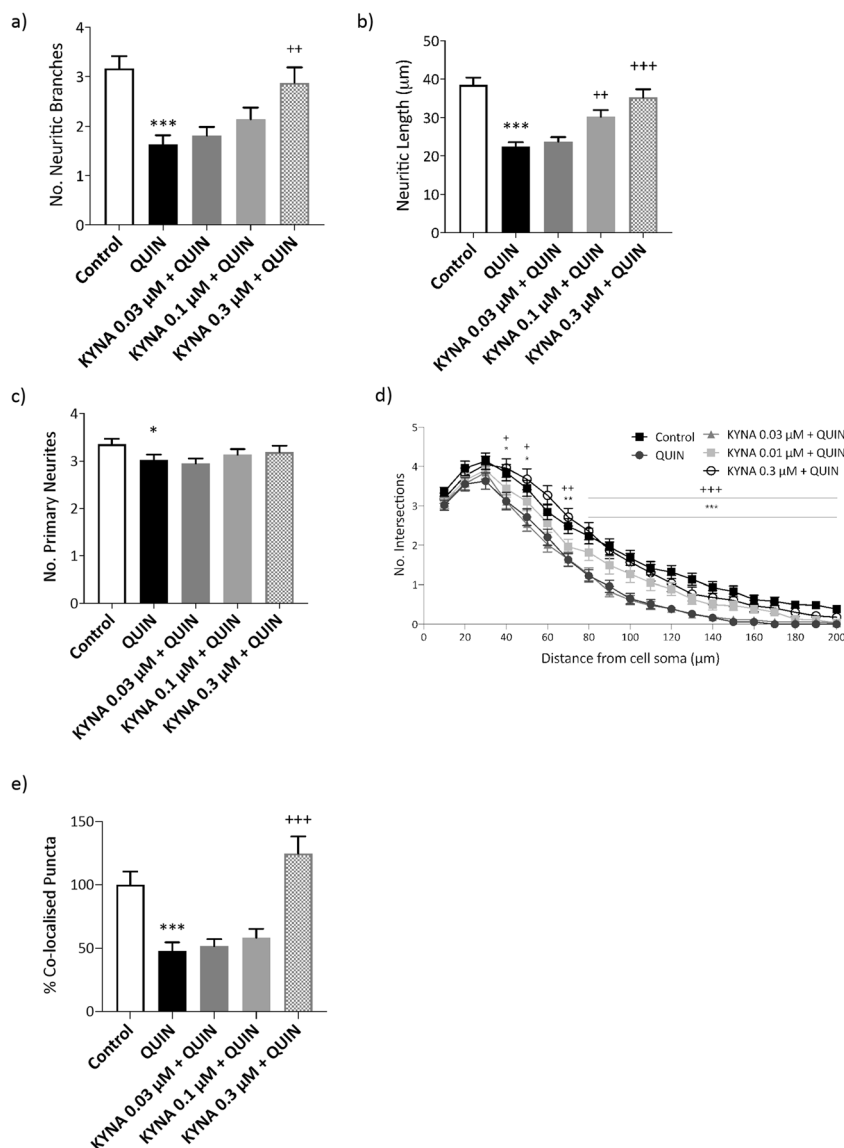 a)
No. Neuritic Branches
4
3
2
1
0
***
++
Control
QUIN
KYNA 0.03 μM + QUIN
KYNA 0.1 μM + QUIN
KYNA 0.3 μM + QUIN
b)
Neuritic Length (μm)
50
40
30
20
10
0
***
++
+++
Control
QUIN
KYNA 0.03 μM + QUIN
KYNA 0.1 μM + QUIN
KYNA 0.3 μM + QUIN
c)
No. Primary Neurites
4
3
2
1
0
*
Control
QUIN
KYNA 0.03 μM + QUIN
KYNA 0.1 μM + QUIN
KYNA 0.3 μM + QUIN
d)
No. Intersections
5
4
3
2
1
0
+
*
+
*
++
**
+++
***
Control
QUIN
KYNA 0.03 μM + QUIN
KYNA 0.01 μM + QUIN
KYNA 0.3 μM + QUIN
0 20 40 60 80 100 120 140 160 180 200
Distance from cell soma (μm)
e)
% Co-localised Puncta
150
100
50
0
***
+++
Control
QUIN
KYNA 0.03 μM + QUIN
KYNA 0.1 μM + QUIN
KYNA 0.3 μM + QUIN